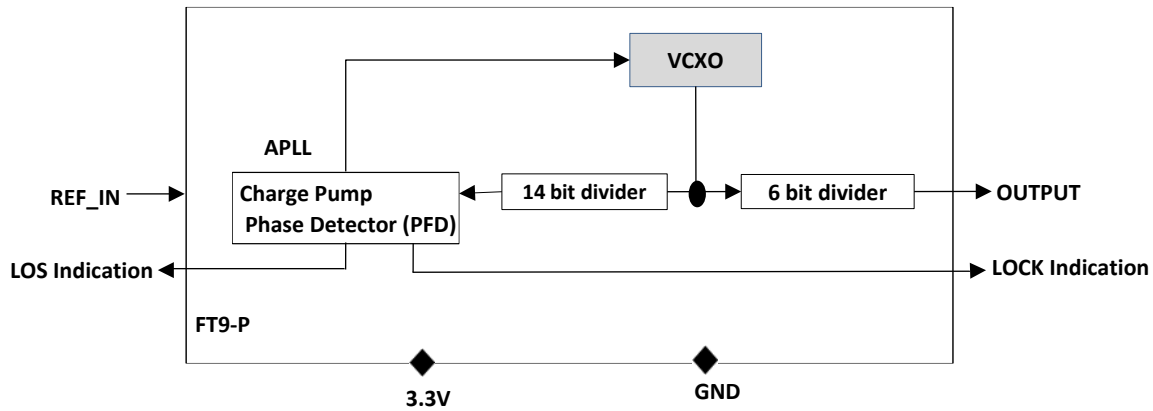 VCXO
APLL
REF_IN
Charge Pump
Phase Detector (PFD)
14 bit divider
6 bit divider
OUTPUT
LOS Indication
LOCK Indication
FT9-P
3.3V
GND